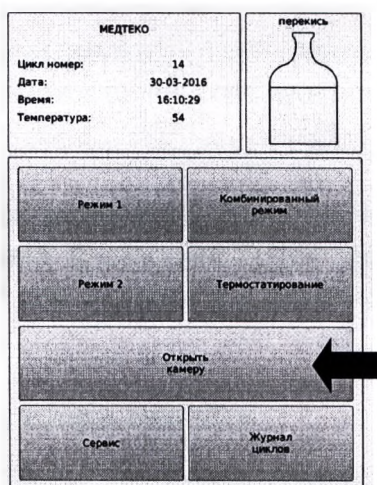 МЕДТЕКО
Цикл номер: 14
Дата: 30-03-2016
Время: 16:10:29
Температура: 54
перекись
Режим 1
Комбинированный
режим
Режим 2
Термостатирование
Открыть
камеру
Сервис
Журнал
циклов